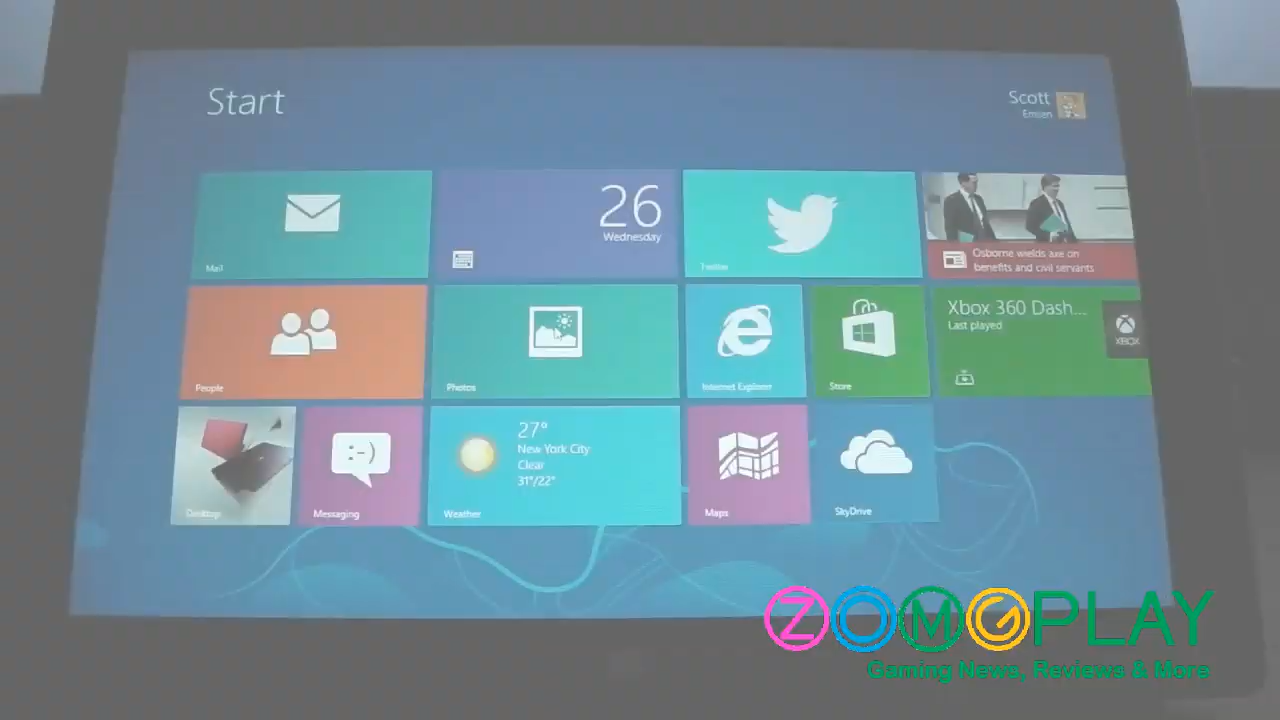 Start
Scott
Emlen
Mail
26
Wednesday
Twitter
Osborne wields axe on
benefits and civil servants
People
Photos
Internet Explorer
Store
Xbox 360 Dash...
Last played
XBOX
Desktop
Messaging
27°
New York City
Clear
31°/22°
Weather
Maps
SkyDrive
ZOMGPLAY
Gaming News, Reviews & More